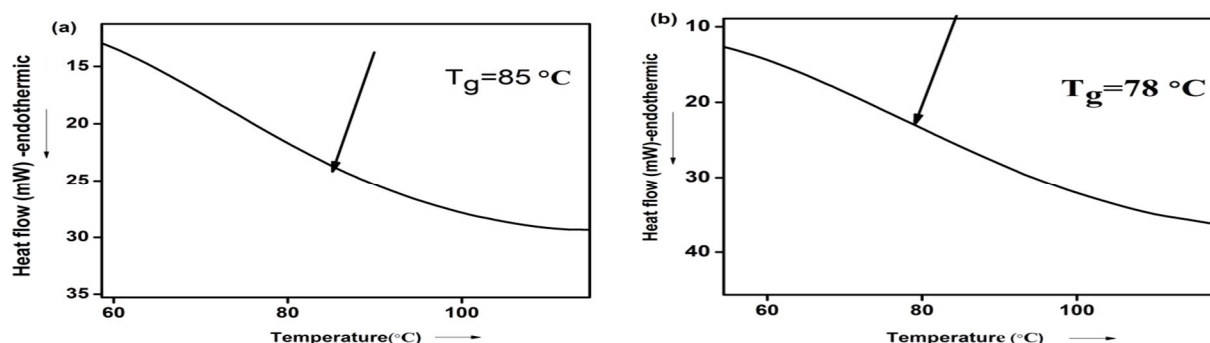 (a)
Tg=85 °C
15
20
25
30
35
60
80
100
Heat flow (mW) -endothermic
Temperature(°C)
(b)
Tg=78 °C
10
20
30
40
60
80
100
Heat flow (mW)-endothermic
Temperature (°C)